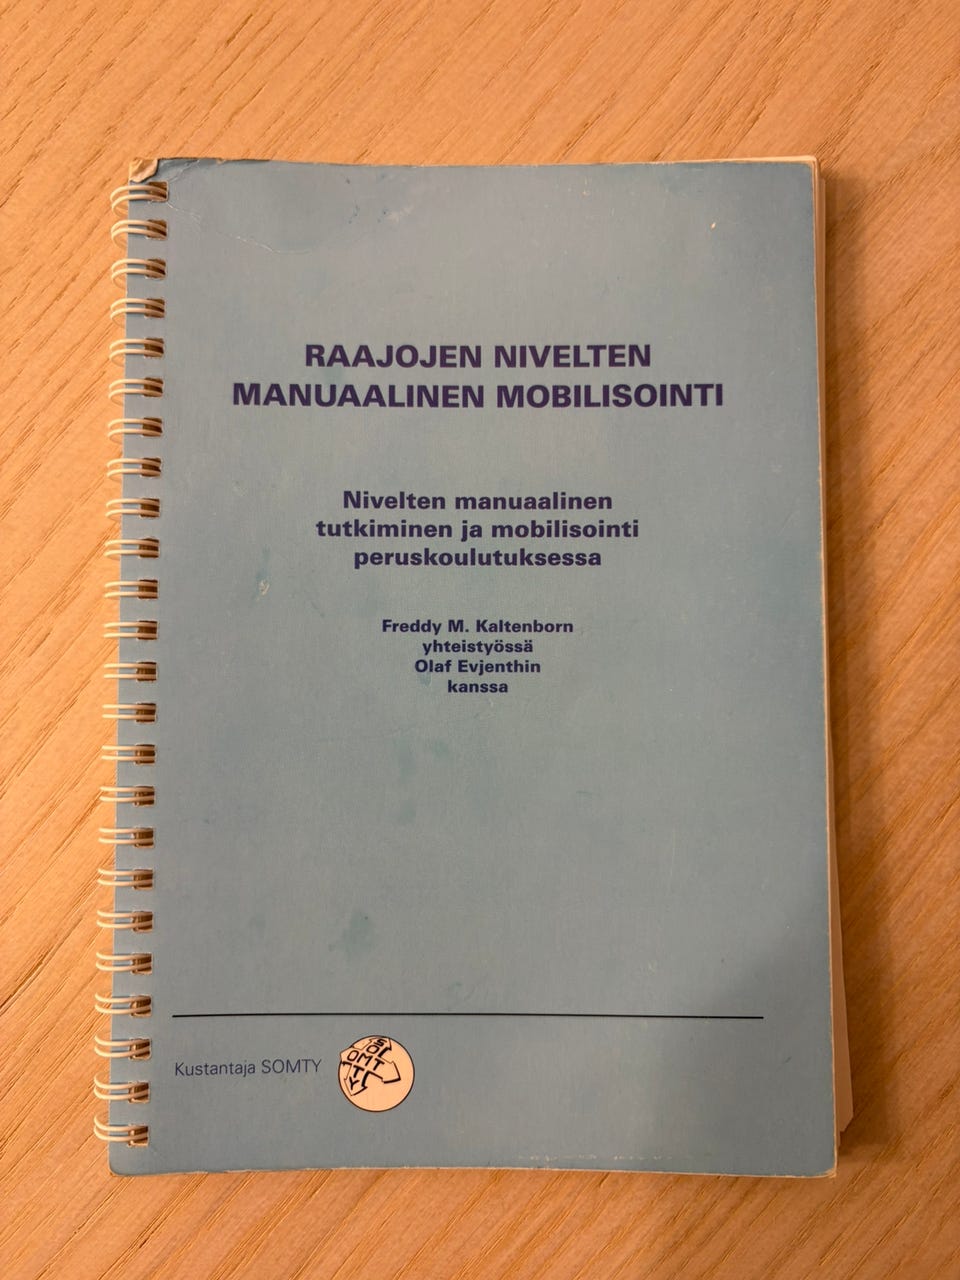 RAAJOJEN NIVELTEN
MANUAALINEN MOBILISOINTI
Nivelten manuaalinen
tutkiminen ja mobilisointi
peruskoulutuksessa
Freddy M. Kaltenborn
yhteistyössä
Olaf Evjenthin
kanssa
Kustantaja SOMTY